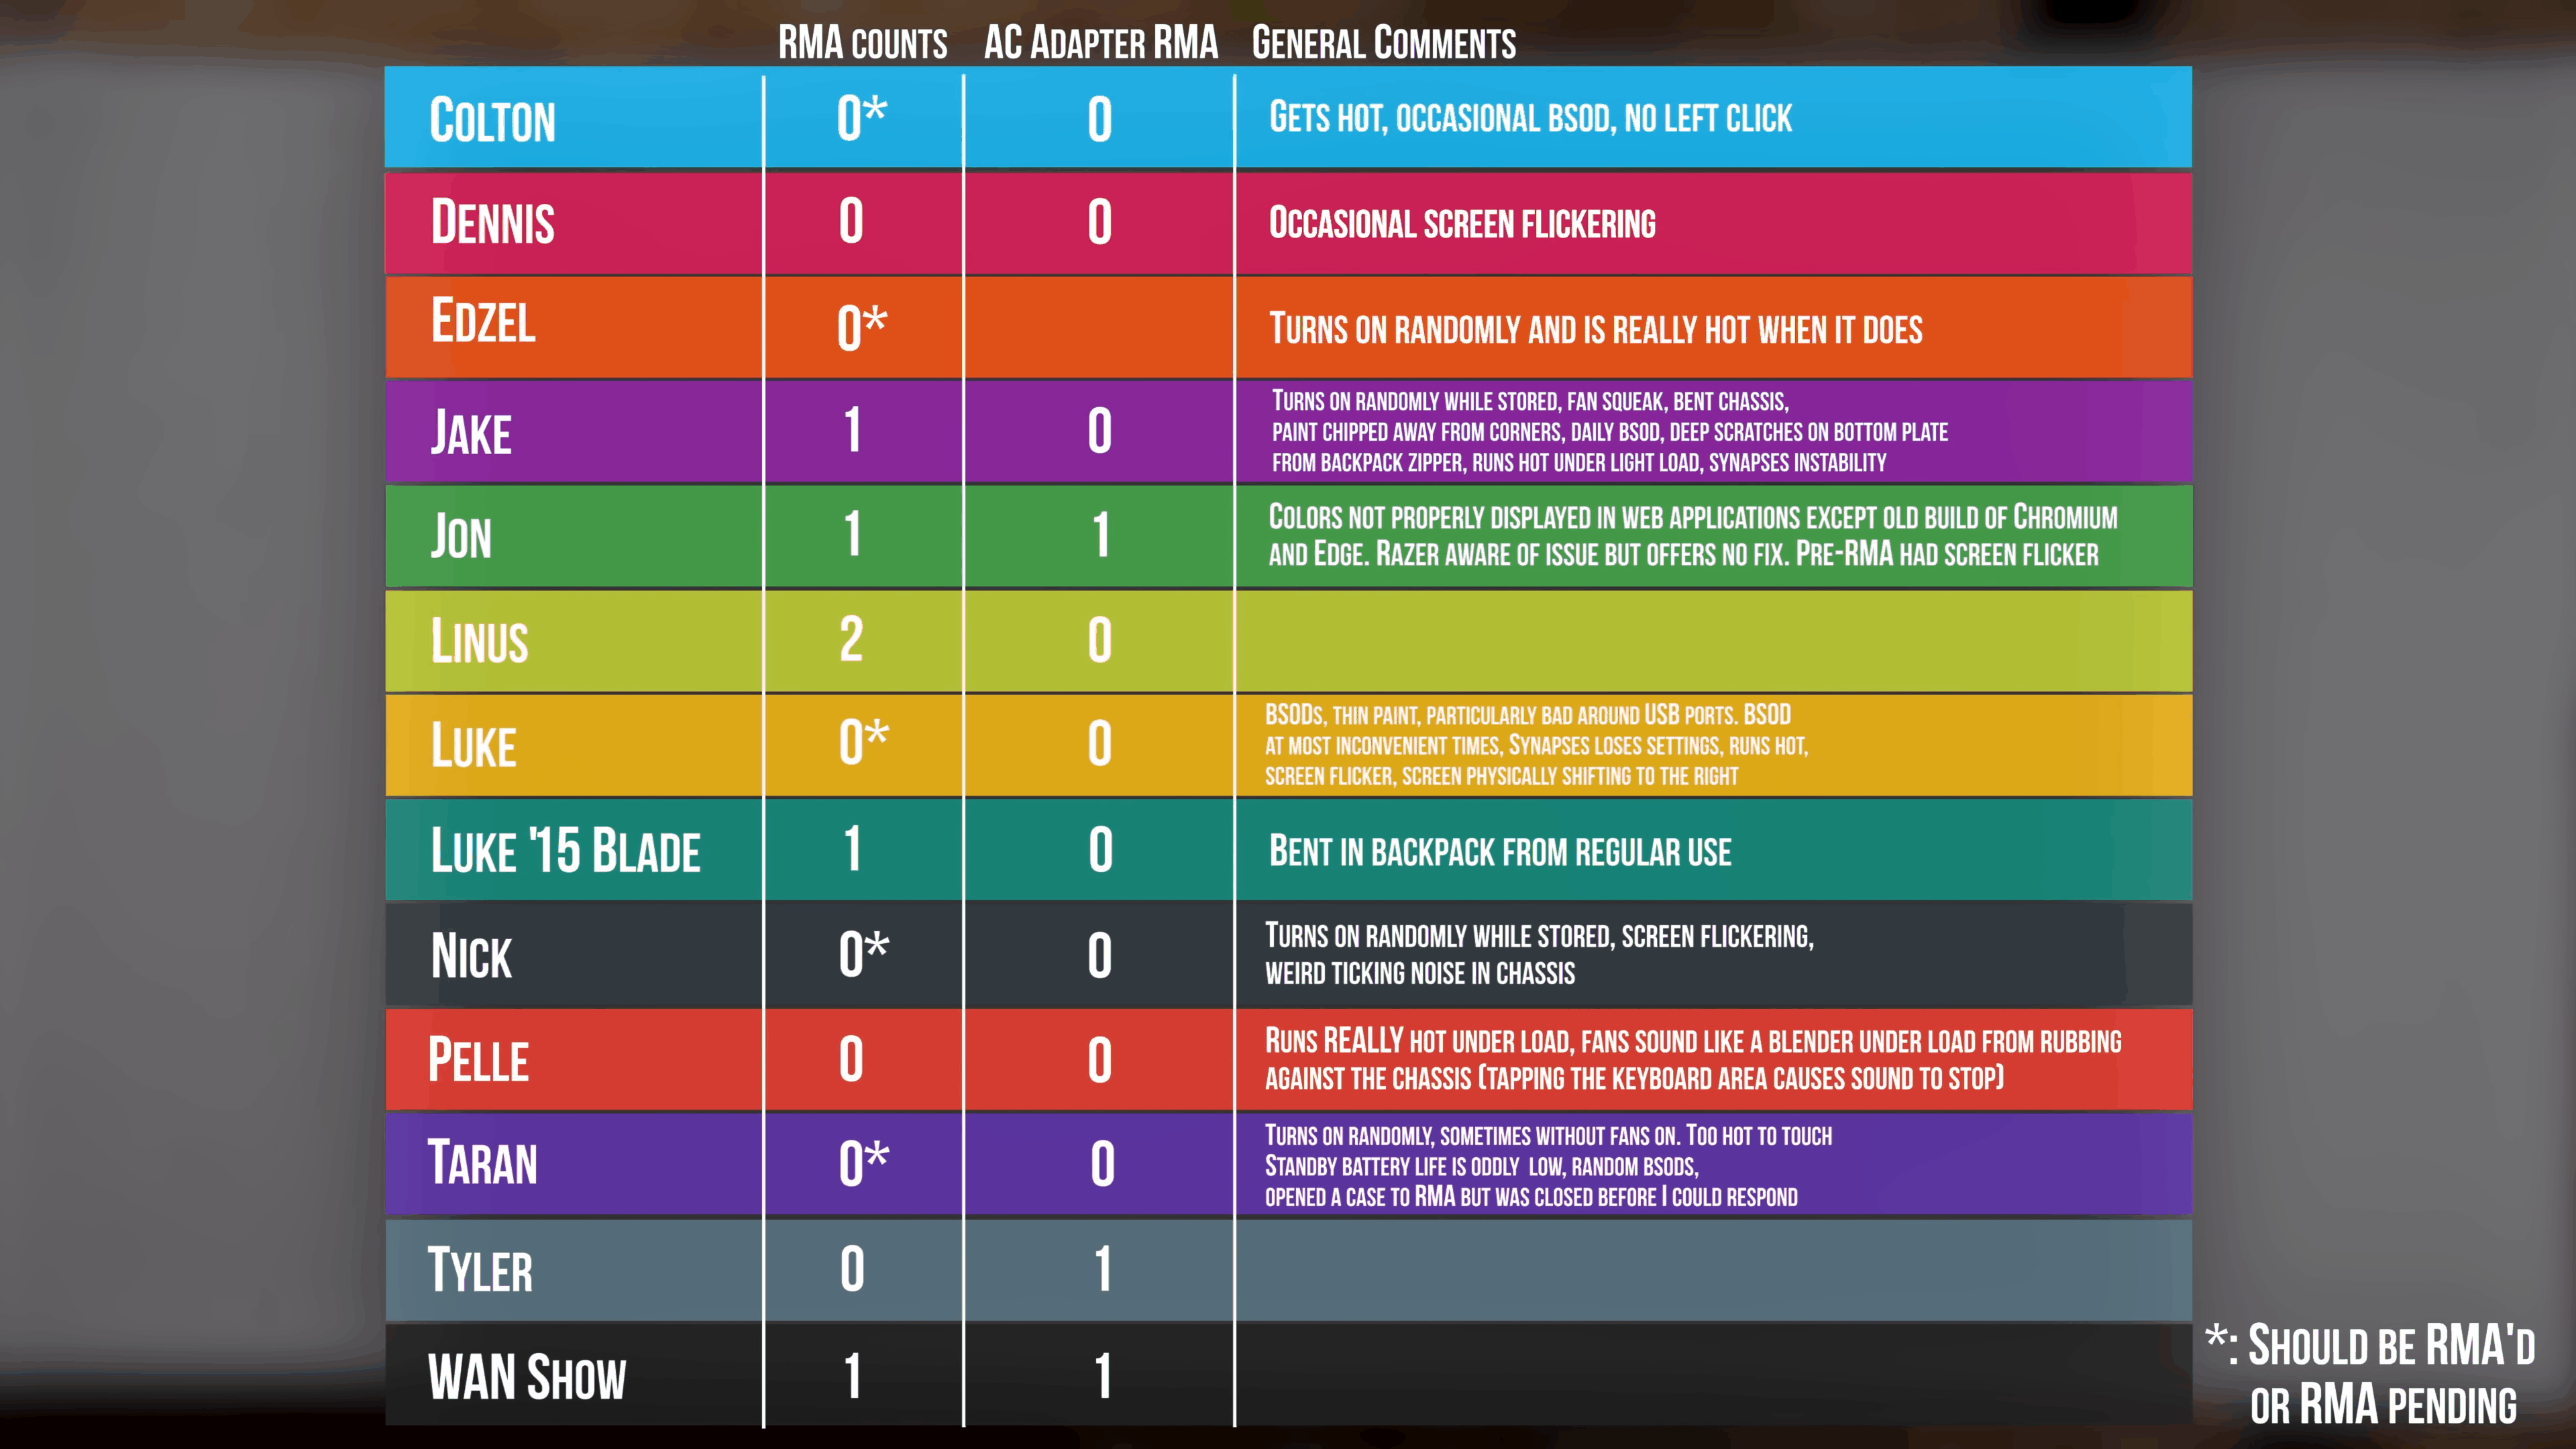 RMA COUNTS AC ADAPTER RMA GENERAL COMMENTS
COLTON 0* 0 GETS HOT, OCCASIONAL BSOD, NO LEFT CLICK
DENNIS 0 0 OCCASIONAL SCREEN FLICKERING
EDZEL 0* TURNS ON RANDOMLY AND IS REALLY HOT WHEN IT DOES
JAKE 1 0 TURNS ON RANDOMLY WHILE STORED, FAN SQUEAK, BENT CHASSIS,
PAINT CHIPPED AWAY FROM CORNERS, DAILY BSOD, DEEP SCRATCHES ON BOTTOM PLATE
FROM BACKPACK ZIPPER, RUNS HOT UNDER LIGHT LOAD, SYNAPSES INSTABILITY
JON 1 1 COLORS NOT PROPERLY DISPLAYED IN WEB APPLICATIONS EXCEPT OLD BUILD OF CHROMIUM
AND EDGE. RAZER AWARE OF ISSUE BUT OFFERS NO FIX. PRE-RMA HAD SCREEN FLICKER
LINUS 2 0
LUKE 0* 0 BSODS, THIN PAINT, PARTICULARLY BAD AROUND USB PORTS. BSOD
AT MOST INCONVENIENT TIMES, SYNAPSES LOSES SETTINGS, RUNS HOT,
SCREEN FLICKER, SCREEN PHYSICALLY SHIFTING TO THE RIGHT
LUKE '15 BLADE 1 0 BENT IN BACKPACK FROM REGULAR USE
NICK 0* 0 TURNS ON RANDOMLY WHILE STORED, SCREEN FLICKERING,
WEIRD TICKING NOISE IN CHASSIS
PELLE 0 0 RUNS REALLY HOT UNDER LOAD, FANS SOUND LIKE A BLENDER UNDER LOAD FROM RUBBING
AGAINST THE CHASSIS (TAPPING THE KEYBOARD AREA CAUSES SOUND TO STOP)
TARAN 0* 0 TURNS ON RANDOMLY, SOMETIMES WITHOUT FANS ON. TOO HOT TO TOUCH
STANDBY BATTERY LIFE IS ODDLY LOW, RANDOM BSODS,
OPENED A CASE TO RMA BUT WAS CLOSED BEFORE I COULD RESPOND
TYLER 0 1
WAN SHOW 1 1
*: SHOULD BE RMA'D
OR RMA PENDING